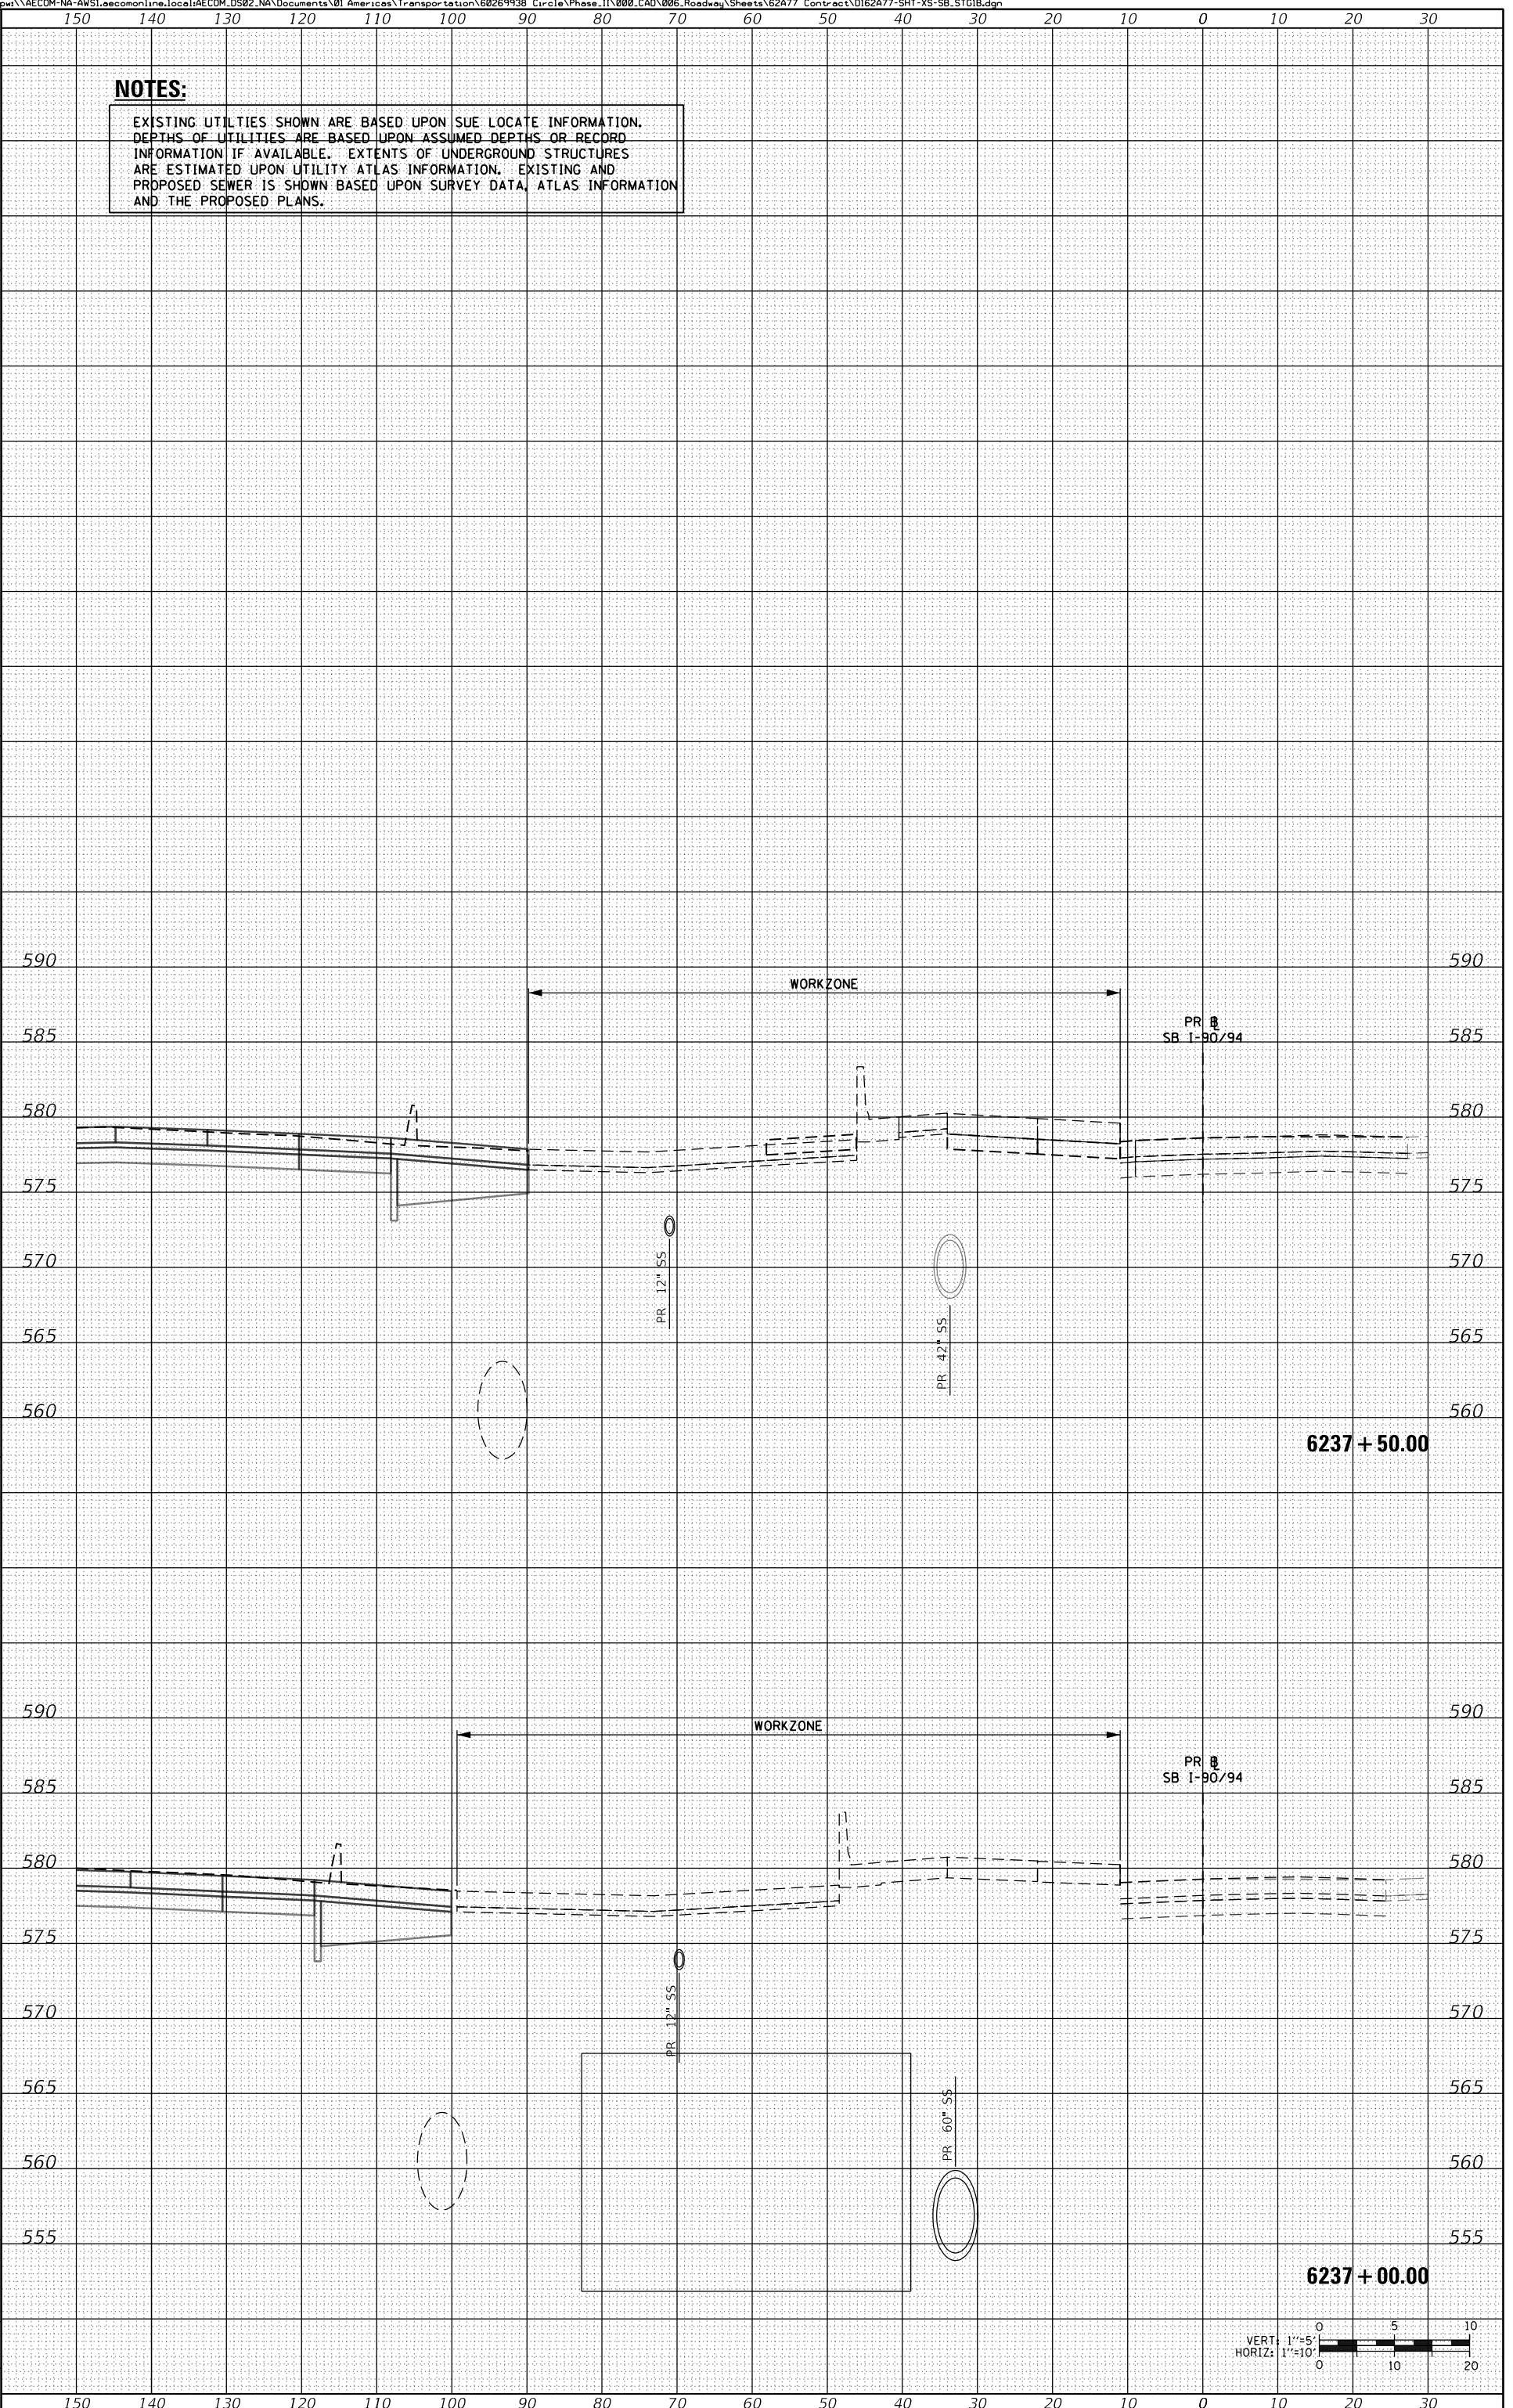 pw:\\AECOM-NA-AWS1.aecomonline.local:AECOM_DS02_NA\Documents\01 Americas\Transportation\60269938 Circle\Phase_II\000_CAD\006_Roadway\Sheets\62A77 Contract\D162A77-SHT-XS-SB_STG1B.dgn
150 140 130 120 110 100 90 80 70 60 50 40 30 20 10 0 10 20 30
NOTES:
EXISTING UTILTIES SHOWN ARE BASED UPON SUE LOCATE INFORMATION.
DEPTHS OF UTILITIES ARE BASED UPON ASSUMED DEPTHS OR RECORD
INFORMATION IF AVAILABLE. EXTENTS OF UNDERGROUND STRUCTURES
ARE ESTIMATED UPON UTILITY ATLAS INFORMATION. EXISTING AND
PROPOSED SEWER IS SHOWN BASED UPON SURVEY DATA, ATLAS INFORMATION
AND THE PROPOSED PLANS.
590 590
WORKZONE
PR BL
SB I-90/94
585 585
580 580
575 575
PR 12" SS
570 570
PR 42" SS
565 565
560 560
6237+50.00
590 590
WORKZONE
PR BL
SB I-90/94
585 585
580 580
575 575
PR 12" SS
570 570
565 565
PR 60" SS
560 560
555 555
6237+00.00
0 5 10
VERT: 1"=5'
HORIZ: 1"=10'
0 10 20
150 140 130 120 110 100 90 80 70 60 50 40 30 20 10 0 10 20 30